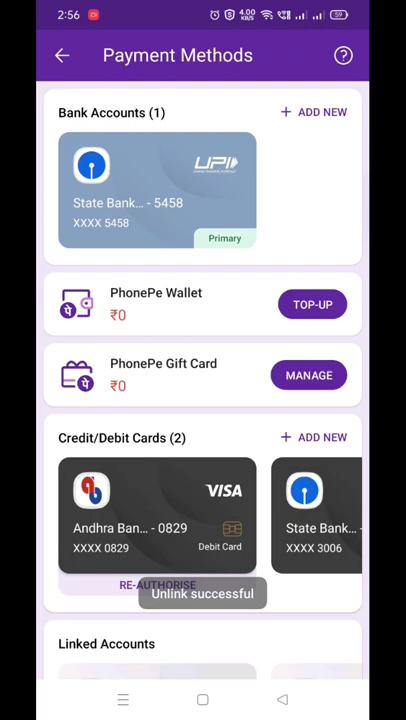 2:56
4.00
KB/S
59
Payment Methods
Bank Accounts (1)
+ ADD NEW
UPI
State Bank... - 5458
XXXX 5458
Primary
PhonePe Wallet
₹0
TOP-UP
PhonePe Gift Card
₹0
MANAGE
Credit/Debit Cards (2)
+ ADD NEW
VISA
Andhra Ban... - 0829
XXXX 0829
Debit Card
State Bank...
XXXX 3006
RE-AUTHORISE
Unlink successful
Linked Accounts